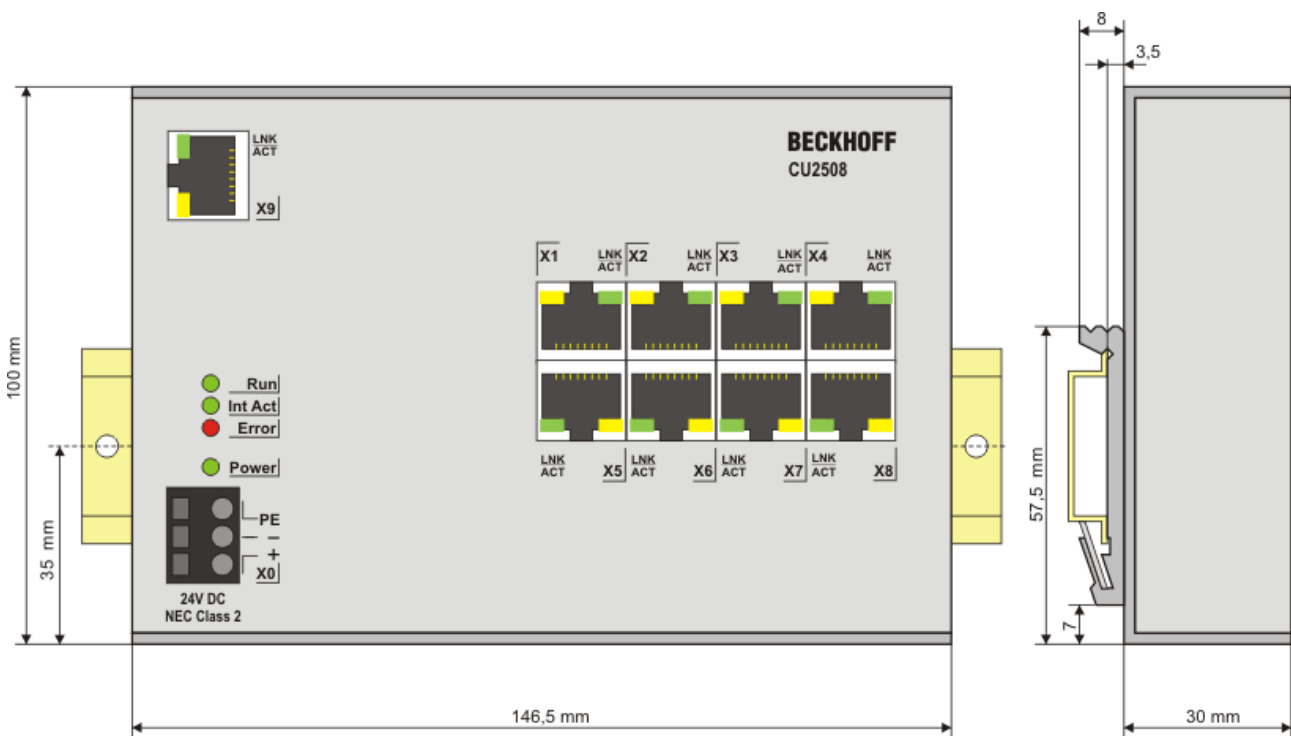 8
3,5
LNK
ACT
X9
BECKHOFF
CU2508
X1 LNK ACT X2 LNK ACT X3 LNK ACT X4 LNK ACT
100 mm
Run
Int Act
Error
Power
LNK ACT X5 LNK ACT X6 LNK ACT X7 LNK ACT X8
57,5 mm
35 mm
PE
–
+
X0
24V DC
NEC Class 2
7
146,5 mm
30 mm